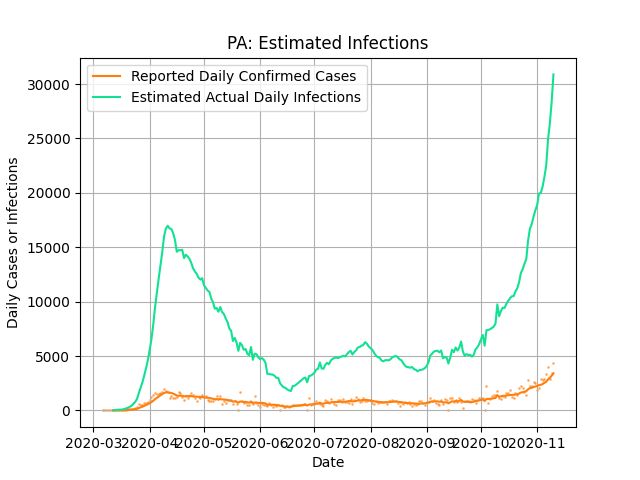 PA: Estimated Infections
Reported Daily Confirmed Cases
Estimated Actual Daily Infections
30000
25000
20000
15000
10000
5000
0
Daily Cases or Infections
2020-03 2020-04 2020-05 2020-06 2020-07 2020-08 2020-09 2020-10 2020-11
Date